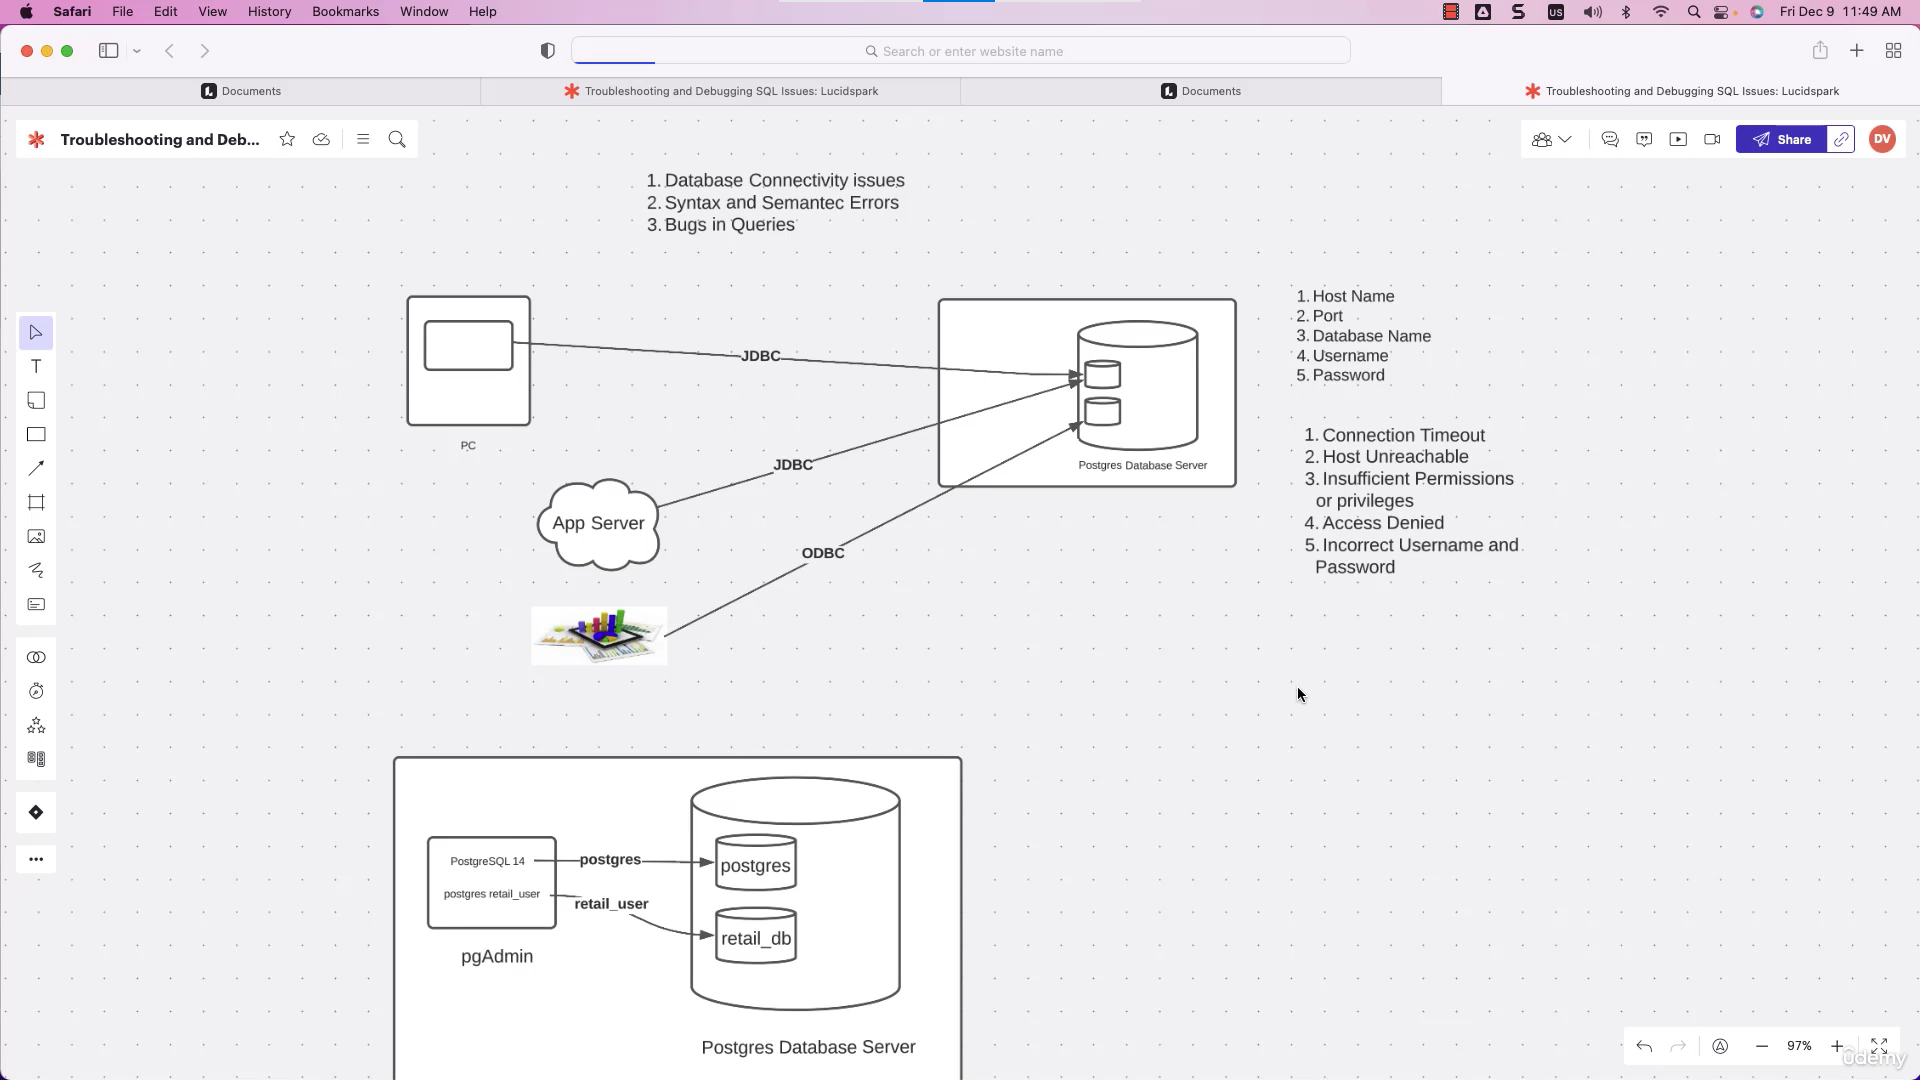 Safari File Edit View History Bookmarks Window Help
US Fri Dec 9 11:49 AM
Search or enter website name
Documents
Troubleshooting and Debugging SQL Issues: Lucidspark
Documents
Troubleshooting and Debugging SQL Issues: Lucidspark
Troubleshooting and Deb...
Share
DV
1. Database Connectivity issues
2. Syntax and Semantec Errors
3. Bugs in Queries
1. Host Name
2. Port
3. Database Name
4. Username
5. Password
JDBC
PC
JDBC
Postgres Database Server
App Server
ODBC
1. Connection Timeout
2. Host Unreachable
3. Insufficient Permissions
or privileges
4. Access Denied
5. Incorrect Username and
Password
T
PostgreSQL 14
postgres
postgres
postgres retail_user
retail_user
retail_db
pgAdmin
Postgres Database Server
97%
ûdemy